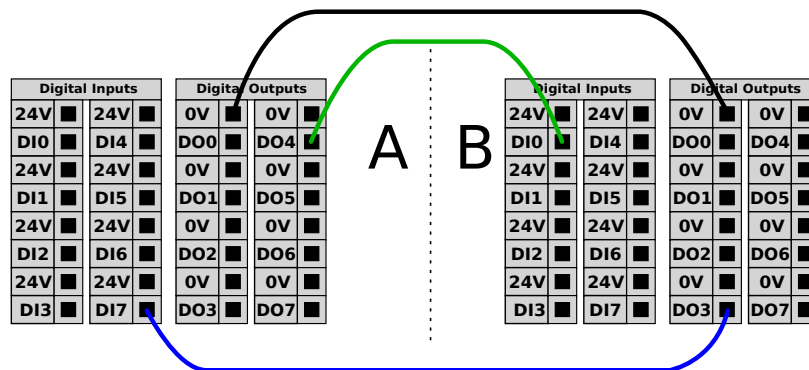 Digital Inputs Digital Outputs Digital Inputs Digital Outputs
24V 24V 0V 0V 24V 24V 0V 0V
DI0 DI4 DO0 DO4 A B DI0 DI4 DO0 DO4
24V 24V 0V 0V 24V 24V 0V 0V
DI1 DI5 DO1 DO5 DI1 DI5 DO1 DO5
24V 24V 0V 0V 24V 24V 0V 0V
DI2 DI6 DO2 DO6 DI2 DI6 DO2 DO6
24V 24V 0V 0V 24V 24V 0V 0V
DI3 DI7 DO3 DO7 DI3 DI7 DO3 DO7